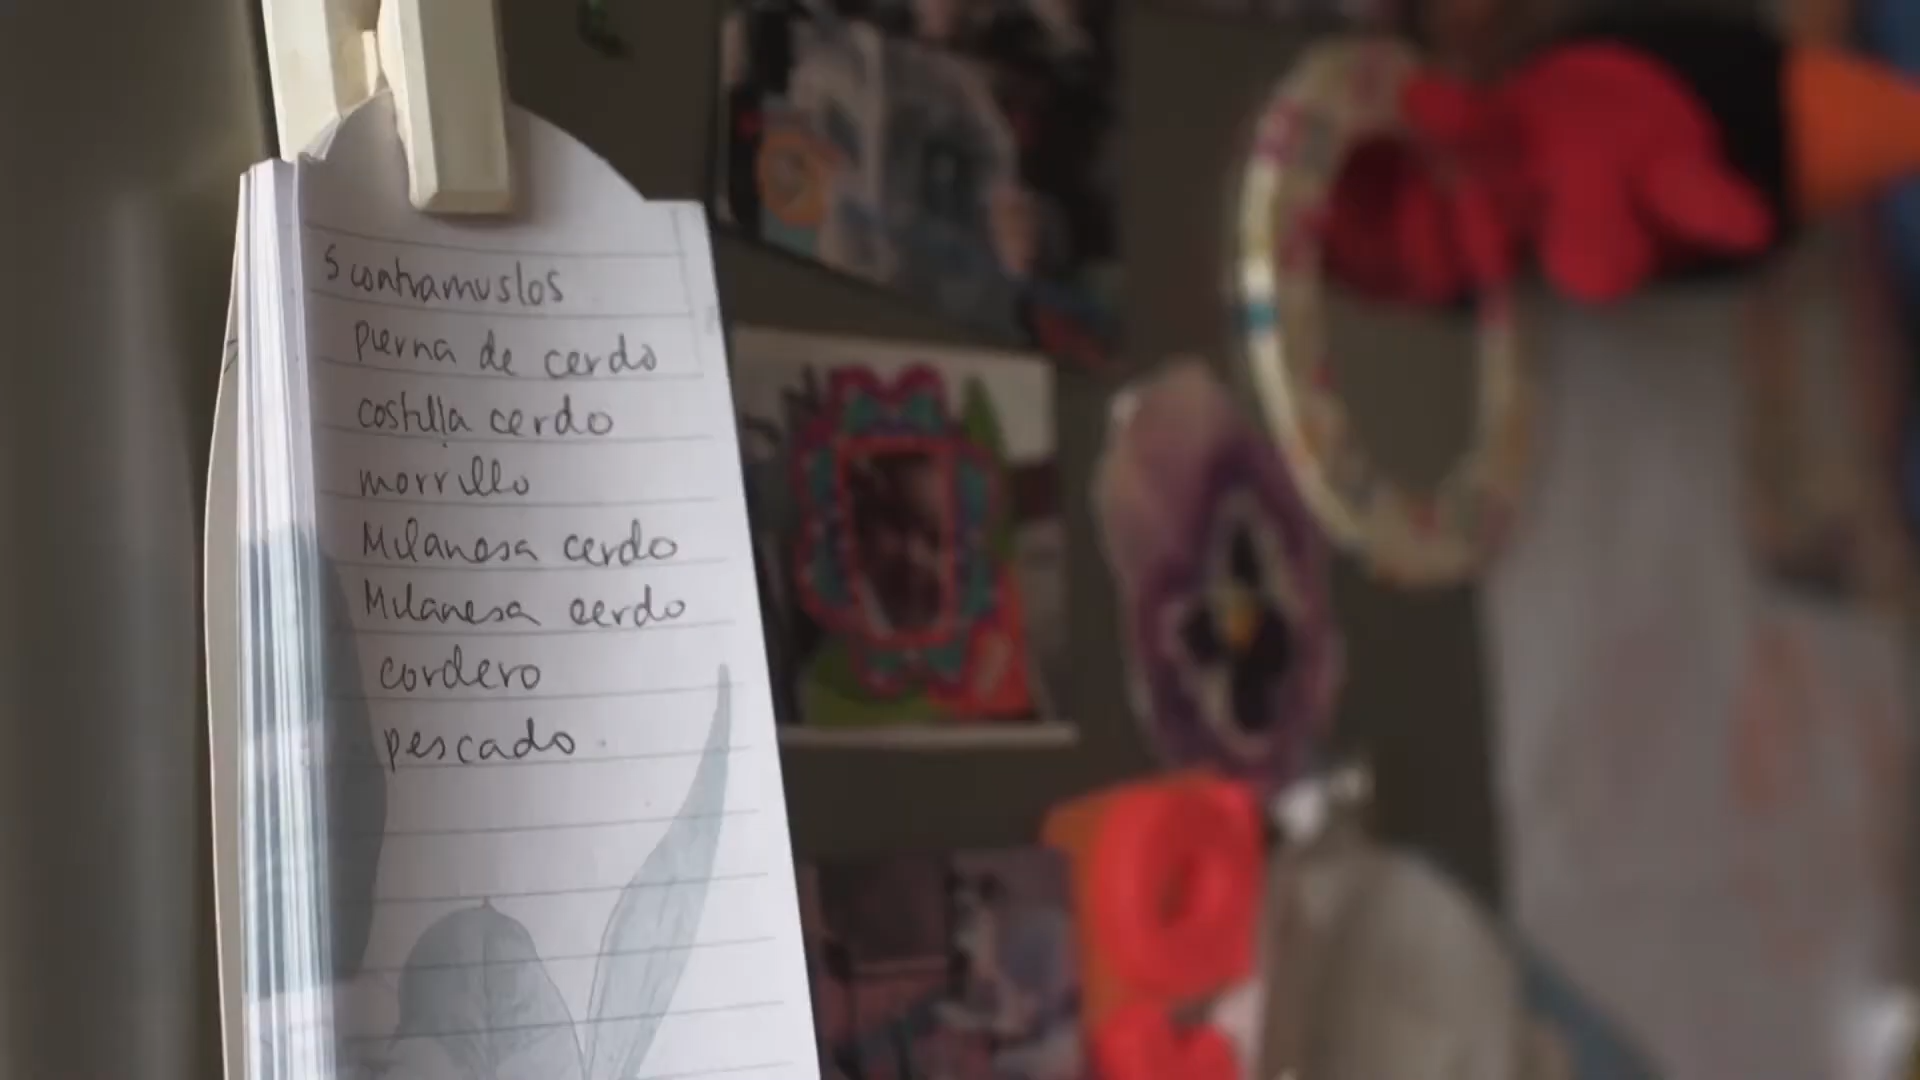 5 contramuslos
pierna de cerdo
costilla cerdo
morrillo
Milanesa cerdo
Milanesa cerdo
cordero
pescado